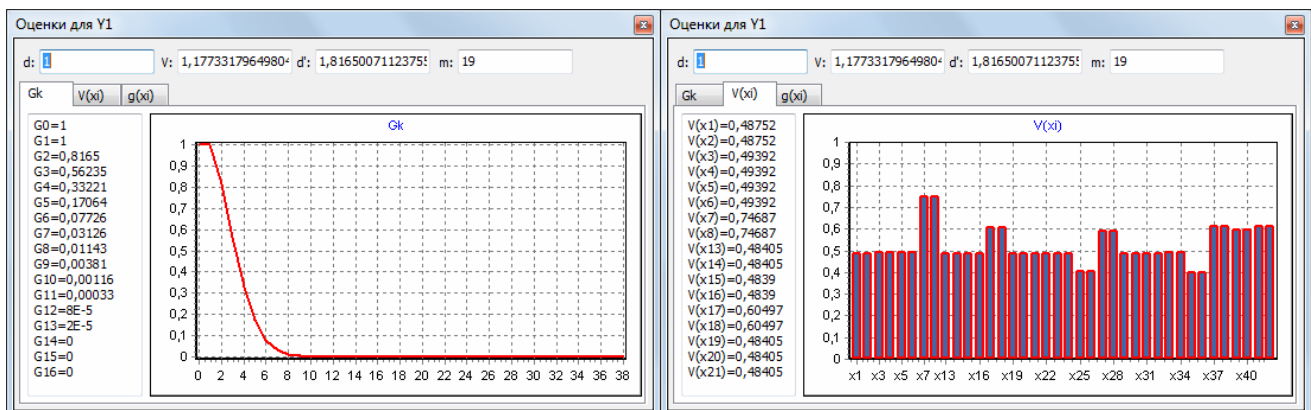 Оценки для Y1
d: 1 V: 1,1773317964980 d': 1,81650071123755 m: 19
Gk V(xi) g(xi)
G0=1
G1=1
G2=0,8165
G3=0,56235
G4=0,33221
G5=0,17064
G6=0,07726
G7=0,03126
G8=0,01143
G9=0,00381
G10=0,00116
G11=0,00033
G12=8E-5
G13=2E-5
G14=0
G15=0
G16=0
Gk
1
0,9
0,8
0,7
0,6
0,5
0,4
0,3
0,2
0,1
0
0 2 4 6 8 10 12 14 16 18 20 22 24 26 28 30 32 34 36 38
Оценки для Y1
d: 1 V: 1,1773317964980 d': 1,81650071123755 m: 19
Gk V(xi) g(xi)
V(x1)=0,48752
V(x2)=0,48752
V(x3)=0,49392
V(x4)=0,49392
V(x5)=0,49392
V(x6)=0,49392
V(x7)=0,74687
V(x8)=0,74687
V(x13)=0,48405
V(x14)=0,48405
V(x15)=0,4839
V(x16)=0,4839
V(x17)=0,60497
V(x18)=0,60497
V(x19)=0,48405
V(x20)=0,48405
V(x21)=0,48405
V(xi)
1
0,9
0,8
0,7
0,6
0,5
0,4
0,3
0,2
0,1
0
x1 x3 x5 x7 x13 x16 x19 x22 x25 x28 x31 x34 x37 x40